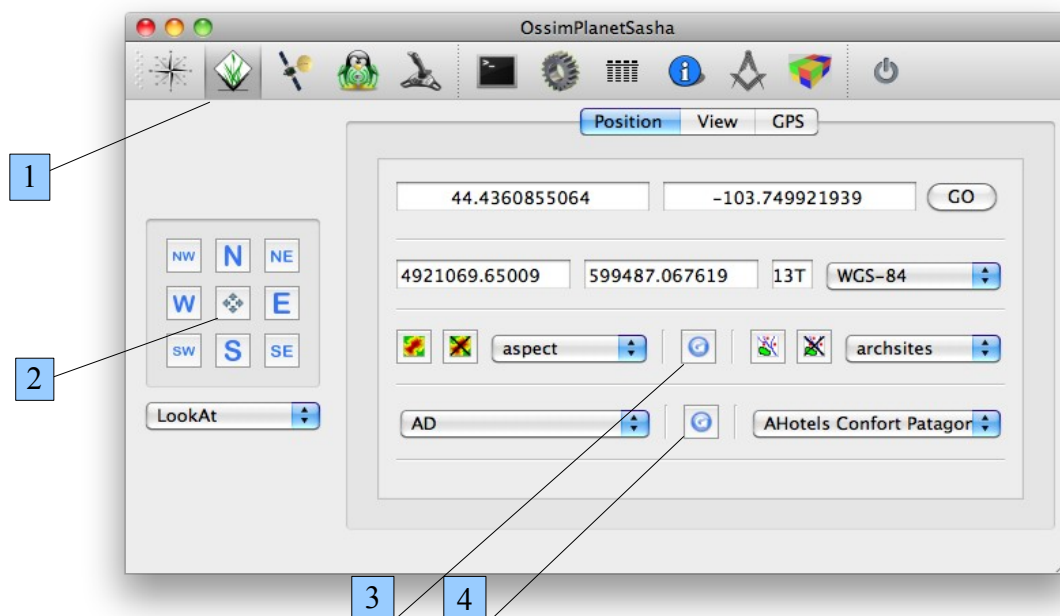 OssimPlanetSasha
Position View GPS
1
44.4360855064 -103.749921939 GO
NW N NE
4921069.65009 599487.067619 13T WGS-84
W E
SW S SE
aspect archsites
2
LookAt
AD AHotels Confort Patagor
3 4